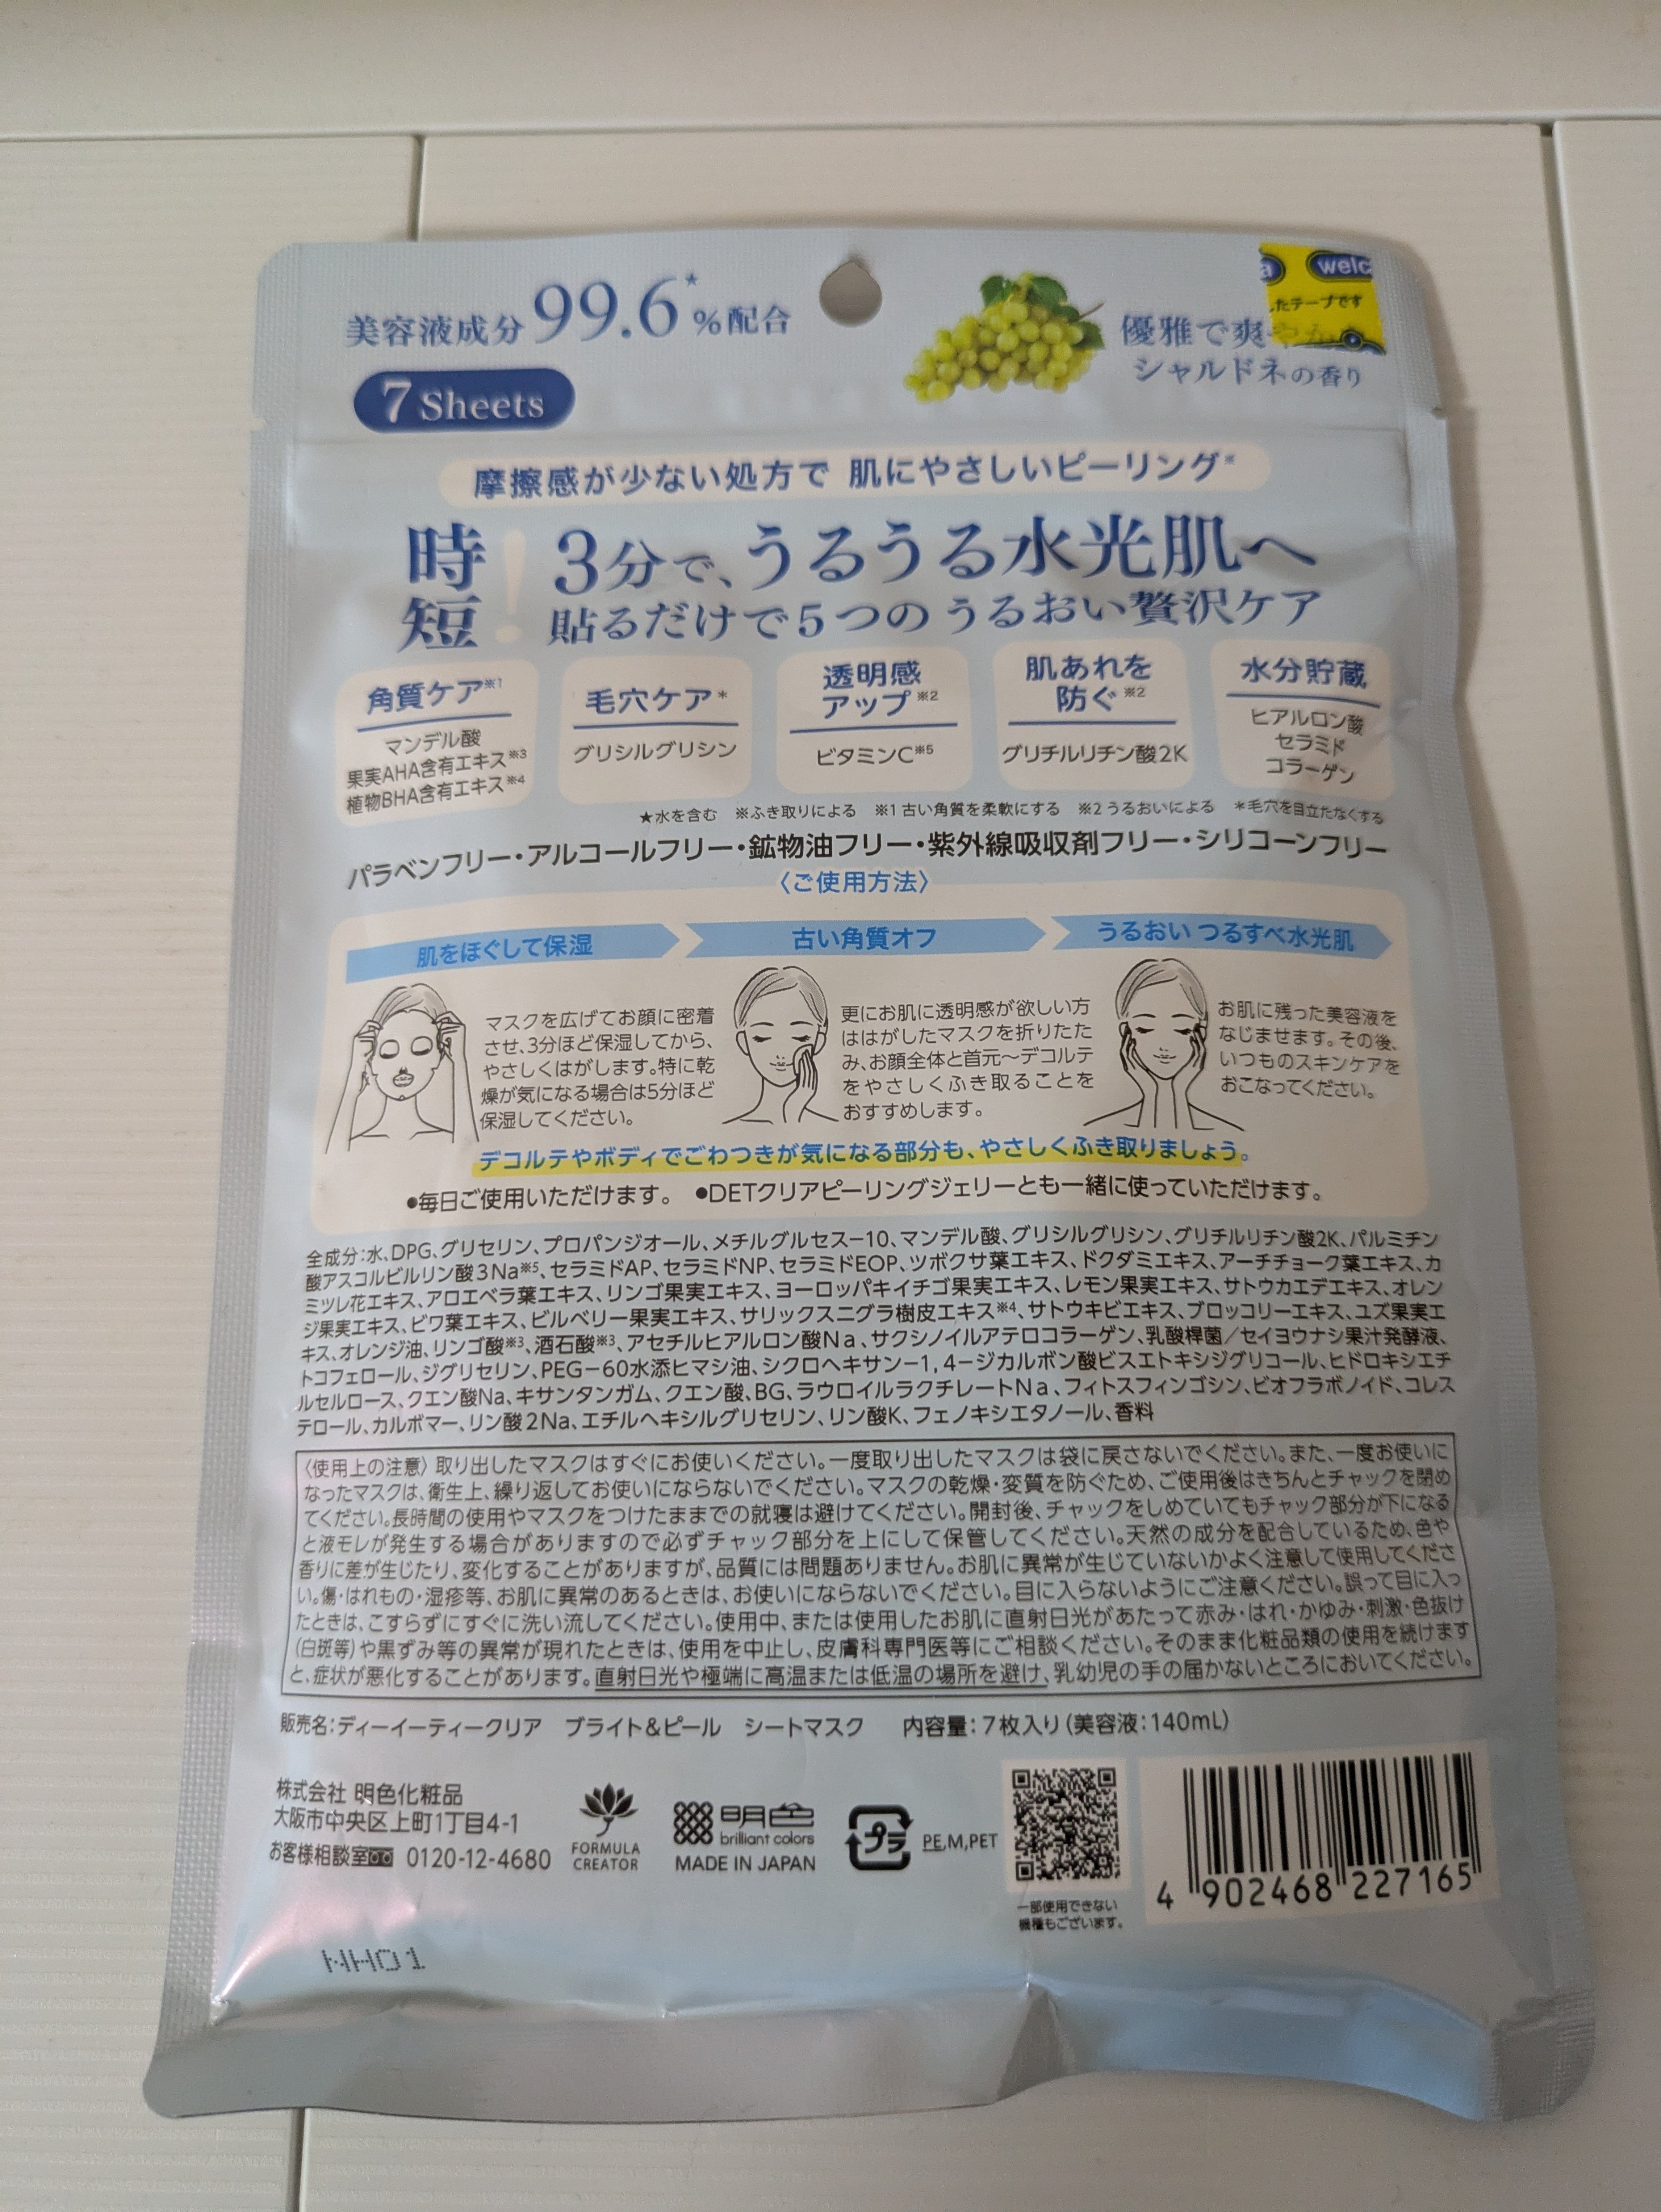 美容液成分99.6★%配合
7 Sheets
welc
たテープです
優雅で爽
シャルドネの香り
摩擦感が少ない処方で 肌にやさしいピーリング※
時短！
3分で、うるうる水光肌へ
貼るだけで5つのうるおい贅沢ケア
角質ケア※1
マンデル酸
果実AHA含有エキス※3
植物BHA含有エキス※4
毛穴ケア＊
グリシルグリシン
透明感
アップ※2
ビタミンC※5
肌あれを
防ぐ※2
グリチルリチン酸2K
水分貯蔵
ヒアルロン酸
セラミド
コラーゲン
★水を含む ※ふき取りによる ※1 古い角質を柔軟にする ※2 うるおいによる ＊毛穴を目立たなくする
パラベンフリー・アルコールフリー・鉱物油フリー・紫外線吸収剤フリー・シリコーンフリー
〈ご使用方法〉
肌をほぐして保湿
マスクを広げてお顔に密着
させ、3分ほど保湿してから、
やさしくはがします。特に乾
燥が気になる場合は5分ほど
保湿してください。
古い角質オフ
更にお肌に透明感が欲しい方
ははがしたマスクを折りたた
み、お顔全体と首元〜デコルテ
をやさしくふき取ることを
おすすめします。
うるおい つるすべ水光肌
お肌に残った美容液を
なじませます。その後、
いつものスキンケアを
おこなってください。
デコルテやボディでごわつきが気になる部分も、やさしくふき取りましょう。
●毎日ご使用いただけます。 ●DETクリアピーリングジェリーとも一緒に使っていただけます。
全成分:水、DPG、グリセリン、プロパンジオール、メチルグルセス-10、マンデル酸、グリシルグリシン、グリチルリチン酸2K、パルミチン
酸アスコルビルリン酸3Na※5、セラミドAP、セラミドNP、セラミドEOP、ツボクサ葉エキス、ドクダミエキス、アーチチョーク葉エキス、カ
ミツレ花エキス、アロエベラ葉エキス、リンゴ果実エキス、ヨーロッパキイチゴ果実エキス、レモン果実エキス、サトウカエデエキス、オレン
ジ果実エキス、ビワ葉エキス、ビルベリー果実エキス、サリックスニグラ樹皮エキス※4、サトウキビエキス、ブロッコリーエキス、ユズ果実エ
キス、オレンジ油、リンゴ酸※3、酒石酸※3、アセチルヒアルロン酸Na、サクシノイルアテロコラーゲン、乳酸桿菌／セイヨウナシ果汁発酵液、
トコフェロール、ジグリセリン、PEG-60水添ヒマシ油、シクロヘキサン-1,4-ジカルボン酸ビスエトキシジグリコール、ヒドロキシエチ
ルセルロース、クエン酸Na、キサンタンガム、クエン酸、BG、ラウロイルラクチレートNa、フィトスフィンゴシン、ビオフラボノイド、コレス
テロール、カルボマー、リン酸2Na、エチルヘキシルグリセリン、リン酸K、フェノキシエタノール、香料
〈使用上の注意〉取り出したマスクはすぐにお使いください。一度取り出したマスクは袋に戻さないでください。また、一度お使いに
なったマスクは、衛生上、繰り返してお使いにならないでください。マスクの乾燥・変質を防ぐため、ご使用後はきちんとチャックを閉め
てください。長時間の使用やマスクをつけたままでの就寝は避けてください。開封後、チャックをしめていてもチャック部分が下になる
と液モレが発生する場合がありますので必ずチャック部分を上にして保管してください。天然の成分を配合しているため、色や
香りに差が生じたり、変化することがありますが、品質には問題ありません。お肌に異常が生じていないかよく注意して使用してくださ
い。傷・はれもの・湿疹等、お肌に異常のあるときは、お使いにならないでください。目に入らないようにご注意ください。誤って目に入っ
たときは、こすらずにすぐに洗い流してください。使用中、または使用したお肌に直射日光があたって赤み・はれ・かゆみ・刺激・色抜け
(白斑等)や黒ずみ等の異常が現れたときは、使用を中止し、皮膚科専門医等にご相談ください。そのまま化粧品類の使用を続けます
と、症状が悪化することがあります。直射日光や極端に高温または低温の場所を避け、乳幼児の手の届かないところにおいてください。
販売名:ディーイーティークリア ブライト&ピール シートマスク 内容量:7枚入り(美容液:140mL)
株式会社 明色化粧品
大阪市中央区上町1丁目4-1
お客様相談室 0120-12-4680
FORMULA
CREATOR
明色
brilliant colors
MADE IN JAPAN
プラ
PE,M,PET
一部使用できない
機種もございます。
4 902468 227165
NH01